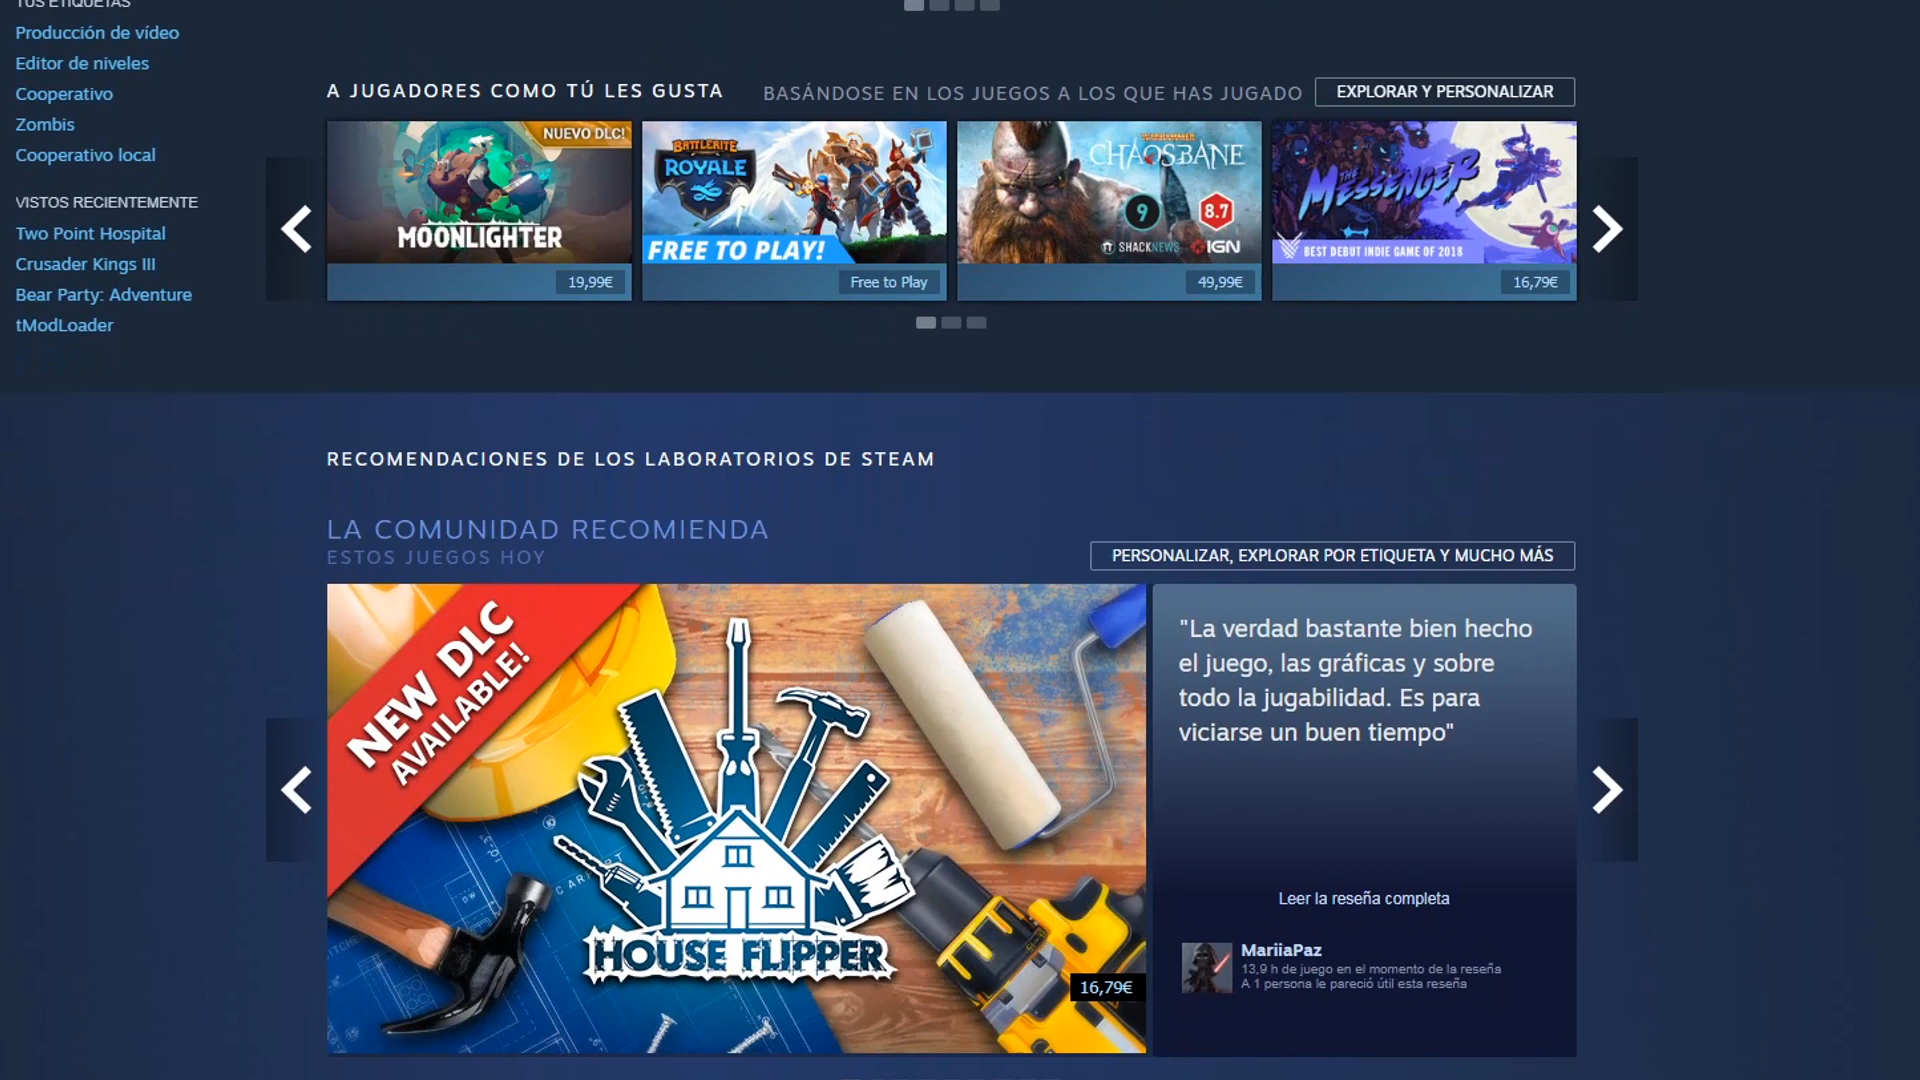 TUS ETIQUETAS
Producción de vídeo
Editor de niveles
Cooperativo
Zombis
Cooperativo local
VISTOS RECIENTEMENTE
Two Point Hospital
Crusader Kings III
Bear Party: Adventure
tModLoader
A JUGADORES COMO TÚ LES GUSTA
BASÁNDOSE EN LOS JUEGOS A LOS QUE HAS JUGADO
EXPLORAR Y PERSONALIZAR
NUEVO DLC!
MOONLIGHTER
19,99€
BATTLERITE
ROYALE
FREE TO PLAY!
Free to Play
CHAOSBANE
9
SHACKNEWS
8.7
IGN
49,99€
THE
MESSENGER
BEST DEBUT INDIE GAME OF 2018
16,79€
RECOMENDACIONES DE LOS LABORATORIOS DE STEAM
LA COMUNIDAD RECOMIENDA
ESTOS JUEGOS HOY
PERSONALIZAR, EXPLORAR POR ETIQUETA Y MUCHO MÁS
NEW DLC
AVAILABLE!
HOUSE FLIPPER
16,79€
"La verdad bastante bien hecho
el juego, las gráficas y sobre
todo la jugabilidad. Es para
viciarse un buen tiempo"
Leer la reseña completa
MariiaPaz
13,9 h de juego en el momento de la reseña
A 1 persona le pareció útil esta reseña